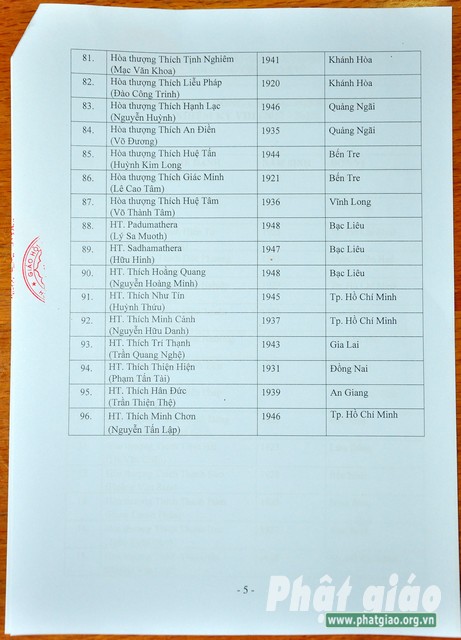 81. Hòa thượng Thích Tịnh Nghiêm 1941 Khánh Hòa
(Mạc Văn Khoa)
82. Hòa thượng Thích Liễu Pháp 1920 Khánh Hòa
(Đào Công Trinh)
83. Hòa thượng Thích Hạnh Lạc 1946 Quảng Ngãi
(Nguyễn Huỳnh)
84. Hòa thượng Thích An Điền 1935 Quảng Ngãi
(Võ Đương)
85. Hòa thượng Thích Huệ Tấn 1944 Bến Tre
(Huỳnh Kim Long
86. Hòa thượng Thích Giác Minh 1921 Bến Tre
(Lê Cao Tâm)
87. Hòa thượng Thích Huệ Tâm 1936 Vĩnh Long
(Võ Thành Tâm)
88. HT. Padumathera 1948 Bạc Liêu
(Lý Sa Muoth)
89. HT. Sadhamathera 1947 Bạc Liêu
(Hữu Hinh)
90. HT. Thích Hoằng Quang 1948 Bạc Liêu
(Nguyễn Hoàng Minh)
91. HT. Thích Như Tín 1945 Tp. Hồ Chí Minh
(Huỳnh Thứu)
92. HT. Thích Minh Cảnh 1937 Tp. Hồ Chí Minh
(Nguyễn Hữu Danh)
93. HT. Thích Trí Thạnh 1943 Gia Lai
(Trần Quang Nghệ)
94. HT. Thích Thiện Hiện 1931 Đồng Nai
(Phạm Tấn Tài)
95. HT. Thích Hân Đức 1939 An Giang
(Trần Thiện Thệ)
96. HT. Thích Minh Chơn 1946 Tp. Hồ Chí Minh
(Nguyễn Tấn Lập)
GIÁO HỘI
- 5 -
Phật giáo
www.phatgiao.org.vn